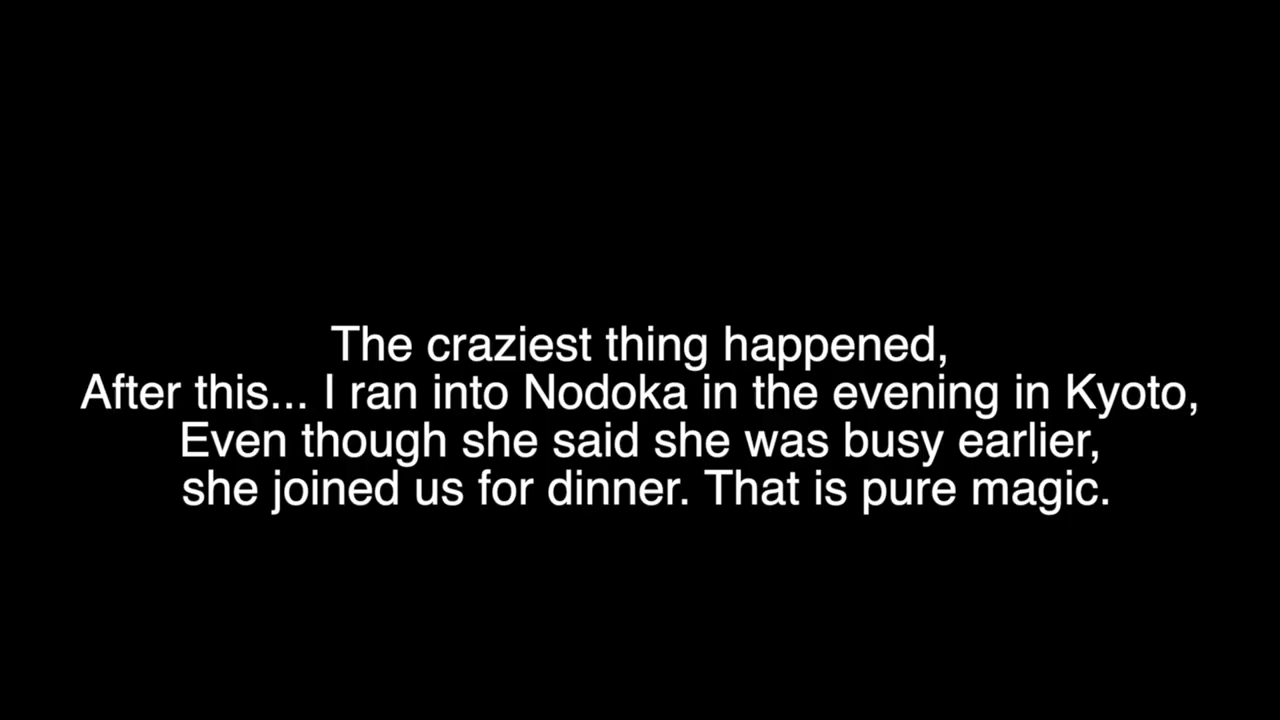 The craziest thing happened,
After this... I ran into Nodoka in the evening in Kyoto,
Even though she said she was busy earlier,
she joined us for dinner. That is pure magic.